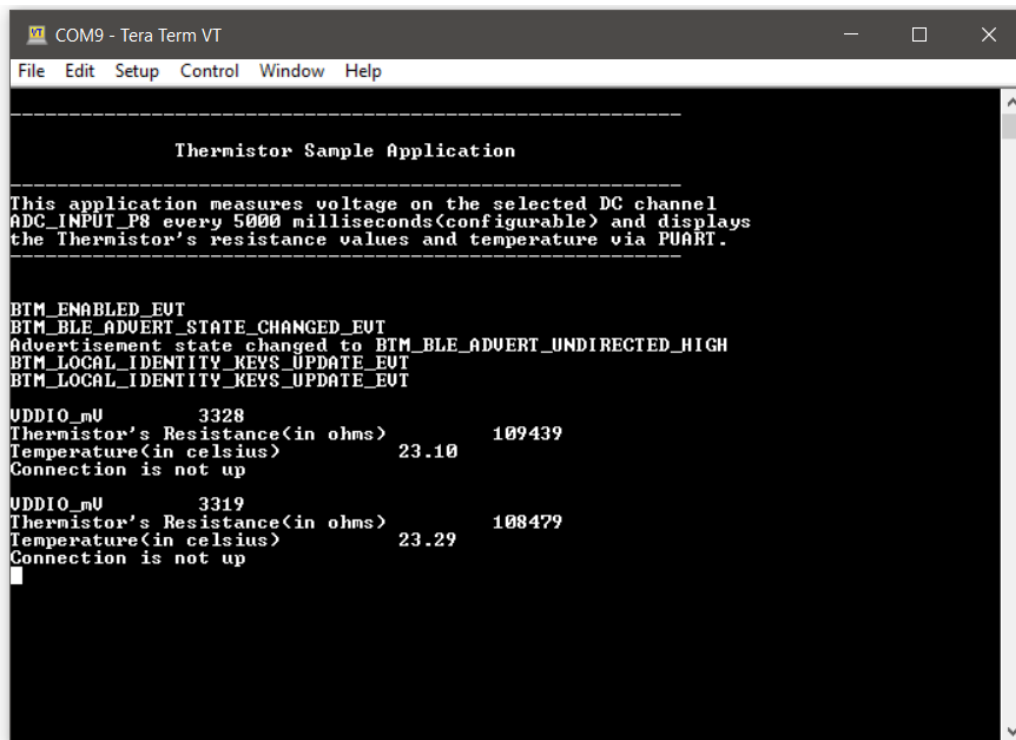 COM9 - Tera Term VT
File Edit Setup Control Window Help
------------------------------------------------------------
Thermistor Sample Application
------------------------------------------------------------
This application measures voltage on the selected DC channel
ADC_INPUT_P8 every 5000 milliseconds(configurable) and displays
the Thermistor's resistance values and temperature via PUART.
------------------------------------------------------------
BTM_ENABLED_EVT
BTM_BLE_ADVERT_STATE_CHANGED_EVT
Advertisement state changed to BTM_BLE_ADVERT_UNDIRECTED_HIGH
BTM_LOCAL_IDENTITY_KEYS_UPDATE_EVT
BTM_LOCAL_IDENTITY_KEYS_UPDATE_EVT
VDDIO_mV 3328
Thermistor's Resistance(in ohms) 109439
Temperature(in celsius) 23.10
Connection is not up
VDDIO_mV 3319
Thermistor's Resistance(in ohms) 108479
Temperature(in celsius) 23.29
Connection is not up